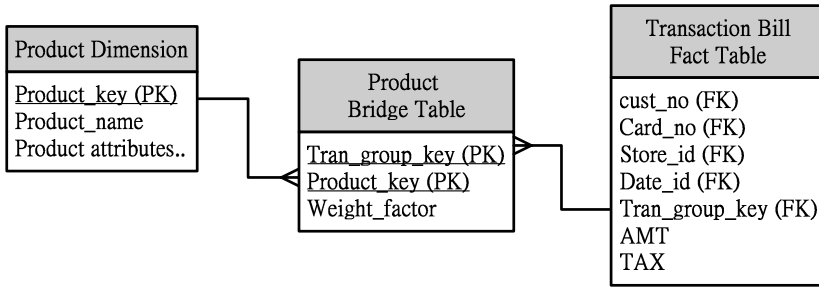 Product Dimension
Product_key (PK)
Product_name
Product attributes..
Product
Bridge Table
Tran_group_key (PK)
Product_key (PK)
Weight_factor
Transaction Bill
Fact Table
cust_no (FK)
Card_no (FK)
Store_id (FK)
Date_id (FK)
Tran_group_key (FK)
AMT
TAX